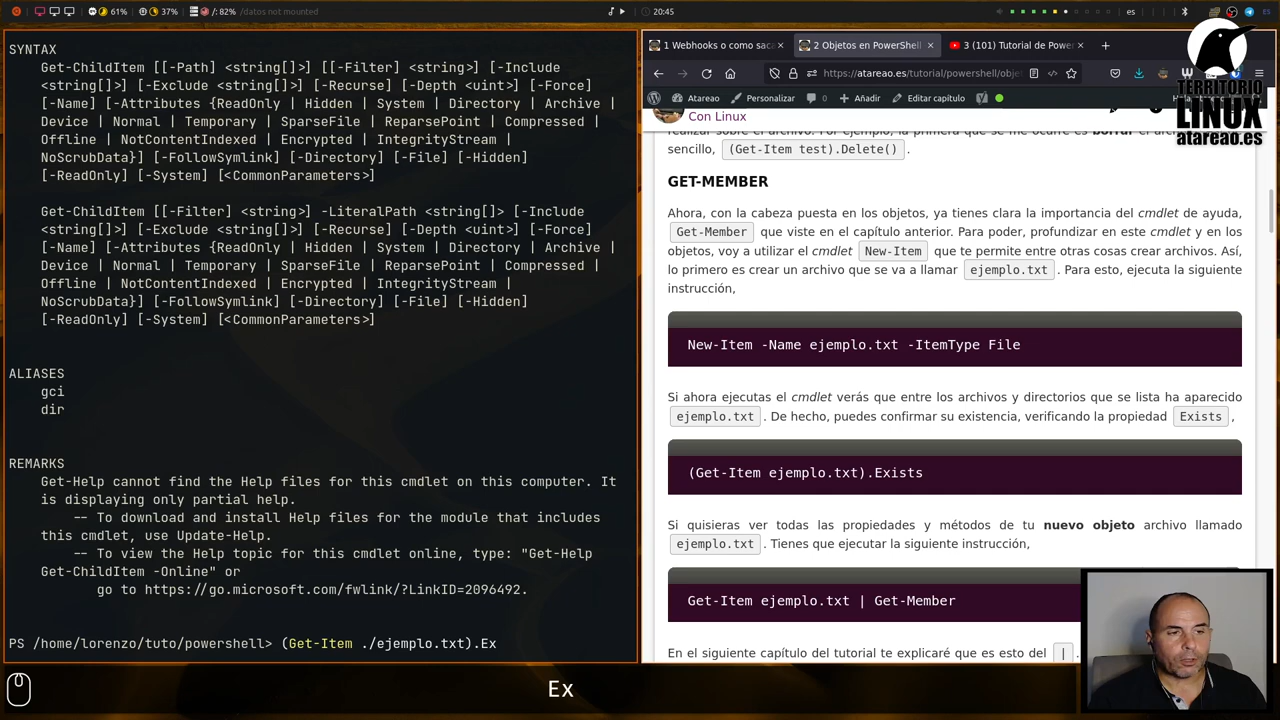 61% 37% /: 82% /datos not mounted
20:45
es ES
SYNTAX
Get-ChildItem [[-Path] <string[]>] [[-Filter] <string>] [-Include
<string[]>] [-Exclude <string[]>] [-Recurse] [-Depth <uint>] [-Force]
[-Name] [-Attributes {ReadOnly | Hidden | System | Directory | Archive |
Device | Normal | Temporary | SparseFile | ReparsePoint | Compressed |
Offline | NotContentIndexed | Encrypted | IntegrityStream |
NoScrubData}] [-FollowSymlink] [-Directory] [-File] [-Hidden]
[-ReadOnly] [-System] [<CommonParameters>]
Get-ChildItem [[-Filter] <string>] -LiteralPath <string[]> [-Include
<string[]>] [-Exclude <string[]>] [-Recurse] [-Depth <uint>] [-Force]
[-Name] [-Attributes {ReadOnly | Hidden | System | Directory | Archive |
Device | Normal | Temporary | SparseFile | ReparsePoint | Compressed |
Offline | NotContentIndexed | Encrypted | IntegrityStream |
NoScrubData}] [-FollowSymlink] [-Directory] [-File] [-Hidden]
[-ReadOnly] [-System] [<CommonParameters>]
ALIASES
gci
dir
REMARKS
Get-Help cannot find the Help files for this cmdlet on this computer. It
is displaying only partial help.
-- To download and install Help files for the module that includes
this cmdlet, use Update-Help.
-- To view the Help topic for this cmdlet online, type: "Get-Help
Get-ChildItem -Online" or
go to https://go.microsoft.com/fwlink/?LinkID=2096492.
PS /home/lorenzo/tuto/powershell> (Get-Item ./ejemplo.txt).Ex
1 Webhooks o como saca
2 Objetos en PowerShell
3 (101) Tutorial de Powe
https://atareao.es/tutorial/powershell/obje
Atareao Personalizar 0 Añadir Editar capítulo
Con Linux
TERRITORIO
LINUX
atareao.es
sencillo, (Get-Item test).Delete() .
GET-MEMBER
Ahora, con la cabeza puesta en los objetos, ya tienes clara la importancia del cmdlet de ayuda,
Get-Member que viste en el capítulo anterior. Para poder, profundizar en este cmdlet y en los
objetos, voy a utilizar el cmdlet New-Item que te permite entre otras cosas crear archivos. Así,
lo primero es crear un archivo que se va a llamar ejemplo.txt . Para esto, ejecuta la siguiente
instrucción,
New-Item -Name ejemplo.txt -ItemType File
Si ahora ejecutas el cmdlet verás que entre los archivos y directorios que se lista ha aparecido
ejemplo.txt . De hecho, puedes confirmar su existencia, verificando la propiedad Exists ,
(Get-Item ejemplo.txt).Exists
Si quisieras ver todas las propiedades y métodos de tu nuevo objeto archivo llamado
ejemplo.txt . Tienes que ejecutar la siguiente instrucción,
Get-Item ejemplo.txt | Get-Member
En el siguiente capítulo del tutorial te explicaré que es esto del | .
Ex